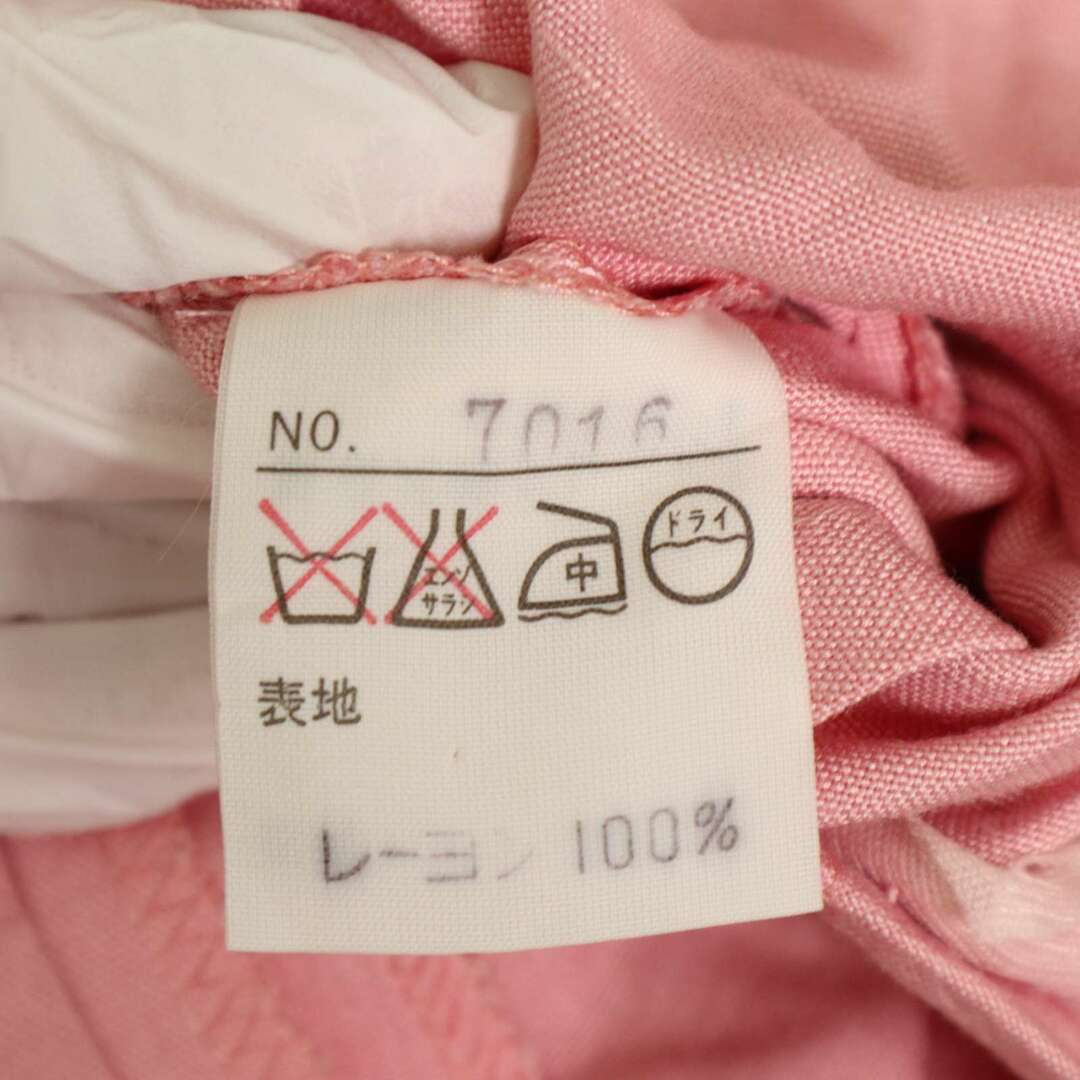 NO. 7016
エンソ
サラシ
中
ドライ
表地
レーヨン 100%